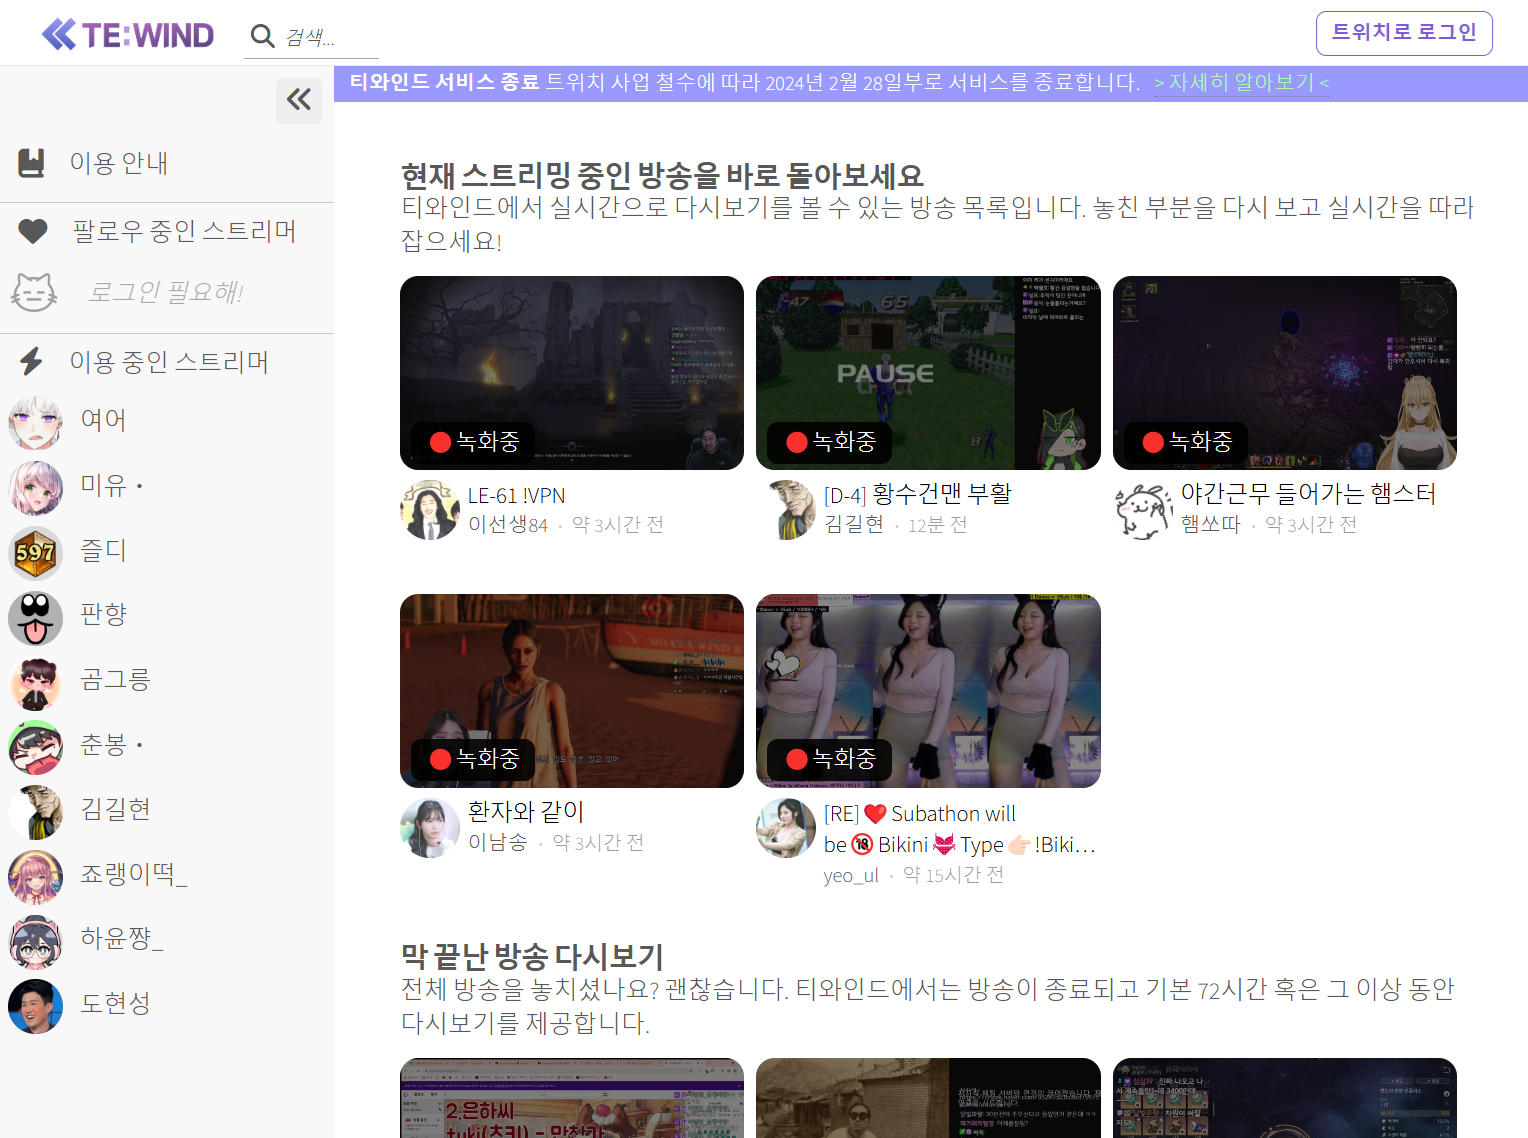 TE:WIND
검색...
트위치로 로그인
티와인드 서비스 종료 트위치 사업 철수에 따라 2024년 2월 28일부로 서비스를 종료합니다. > 자세히 알아보기 <
이용 안내
팔로우 중인 스트리머
로그인 필요해!
이용 중인 스트리머
여어
미유 •
597
즐디
판향
곰그릉
춘봉 •
김길현
죠랭이떡_
하윤쨩_
도현성
현재 스트리밍 중인 방송을 바로 돌아보세요
티와인드에서 실시간으로 다시보기를 볼 수 있는 방송 목록입니다. 놓친 부분을 다시 보고 실시간을 따라
잡으세요!
47
65
PAUSE
8
녹화중
녹화중
녹화중
LE-61 !VPN
이선생84 • 약 3시간 전
[D-4] 황수건맨 부활
김길현 • 12분 전
야간근무 들어가는 햄스터
햄쏘따 • 약 3시간 전
녹화중
녹화중
환자와 같이
이남송 • 약 3시간 전
[RE]❤️ Subathon will
be🔞Bikini👙Type👉🏻!Biki…
yeo_ul • 약 15시간 전
막 끝난 방송 다시보기
전체 방송을 놓치셨나요? 괜찮습니다. 티와인드에서는 방송이 종료되고 기본 72시간 혹은 그 이상 동안
다시보기를 제공합니다.
2.은하씨